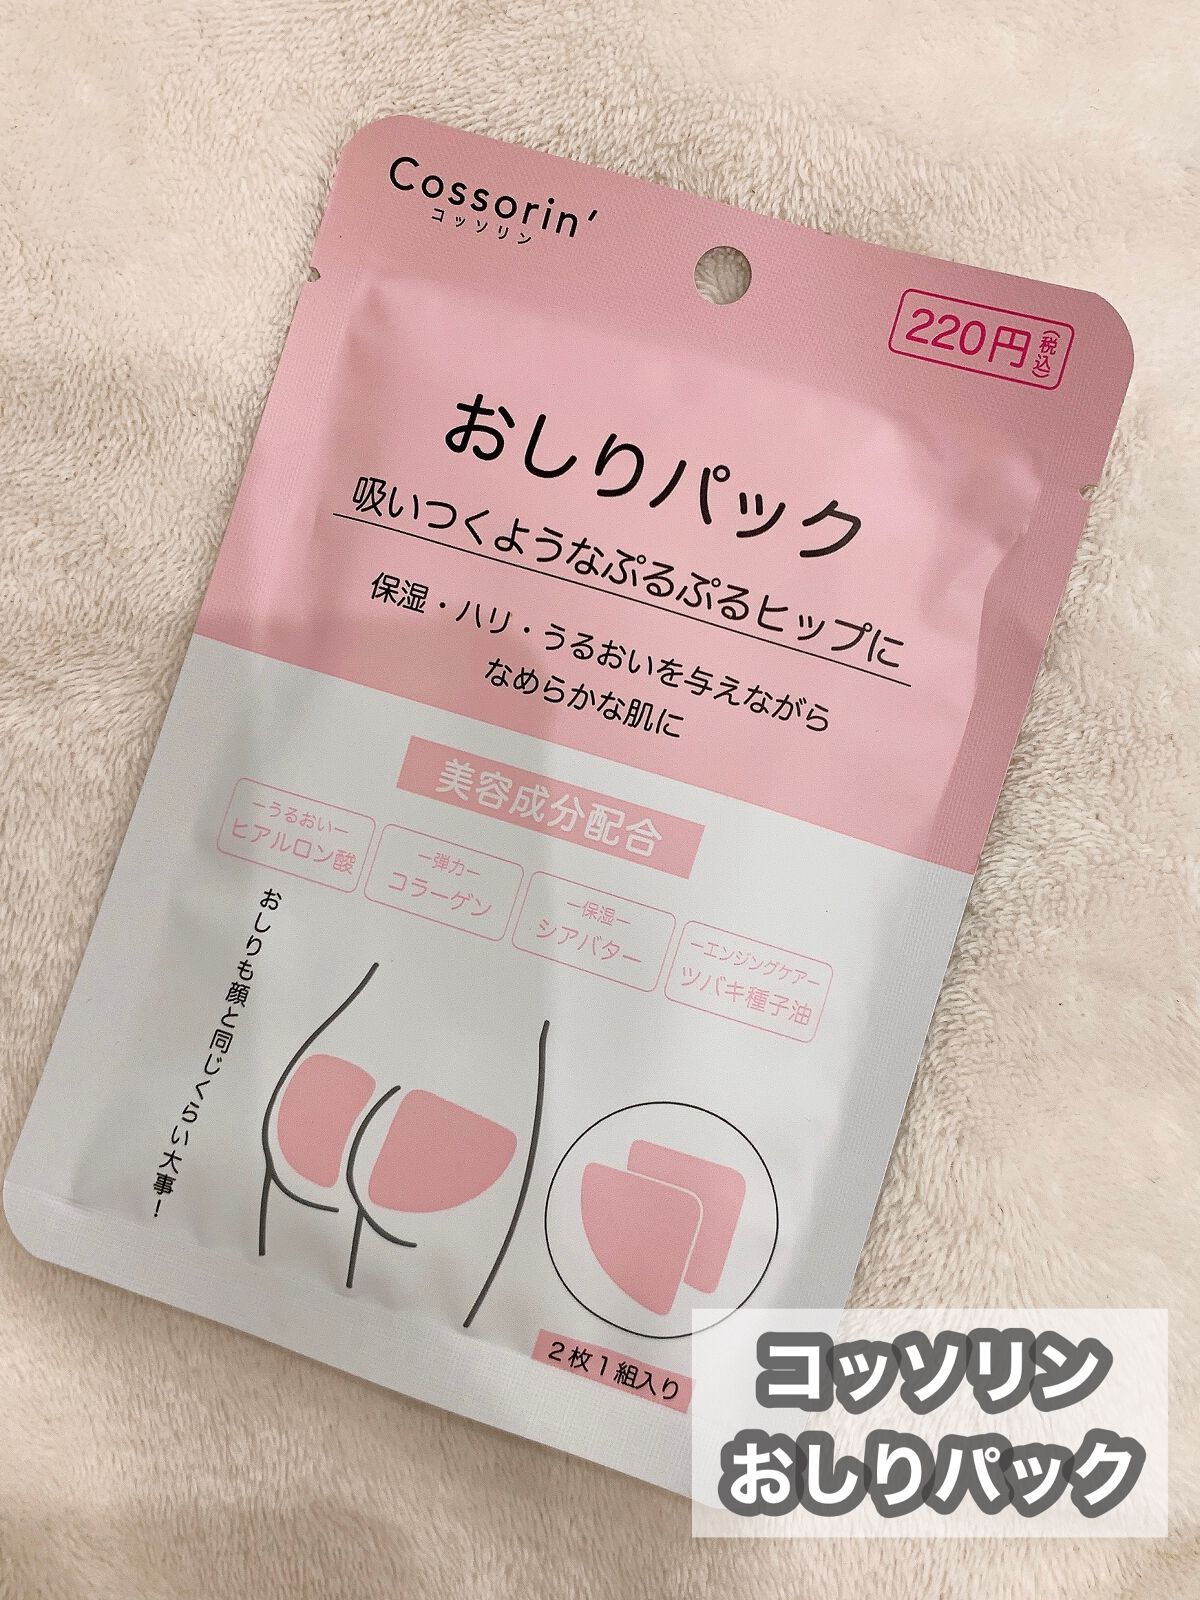 Cossorin'
コッソリン
220円(税込)
おしりパック
吸いつくようなぷるぷるヒップに
保湿・ハリ・うるおいを与えながら
なめらかな肌に
美容成分配合
ーうるおいー
ヒアルロン酸
ー弾力ー
コラーゲン
ー保湿ー
シアバター
ーエンジングケアー
ツバキ種子油
おしりも顔と同じくらい大事!
2枚1組入り
コッソリン
おしりパック